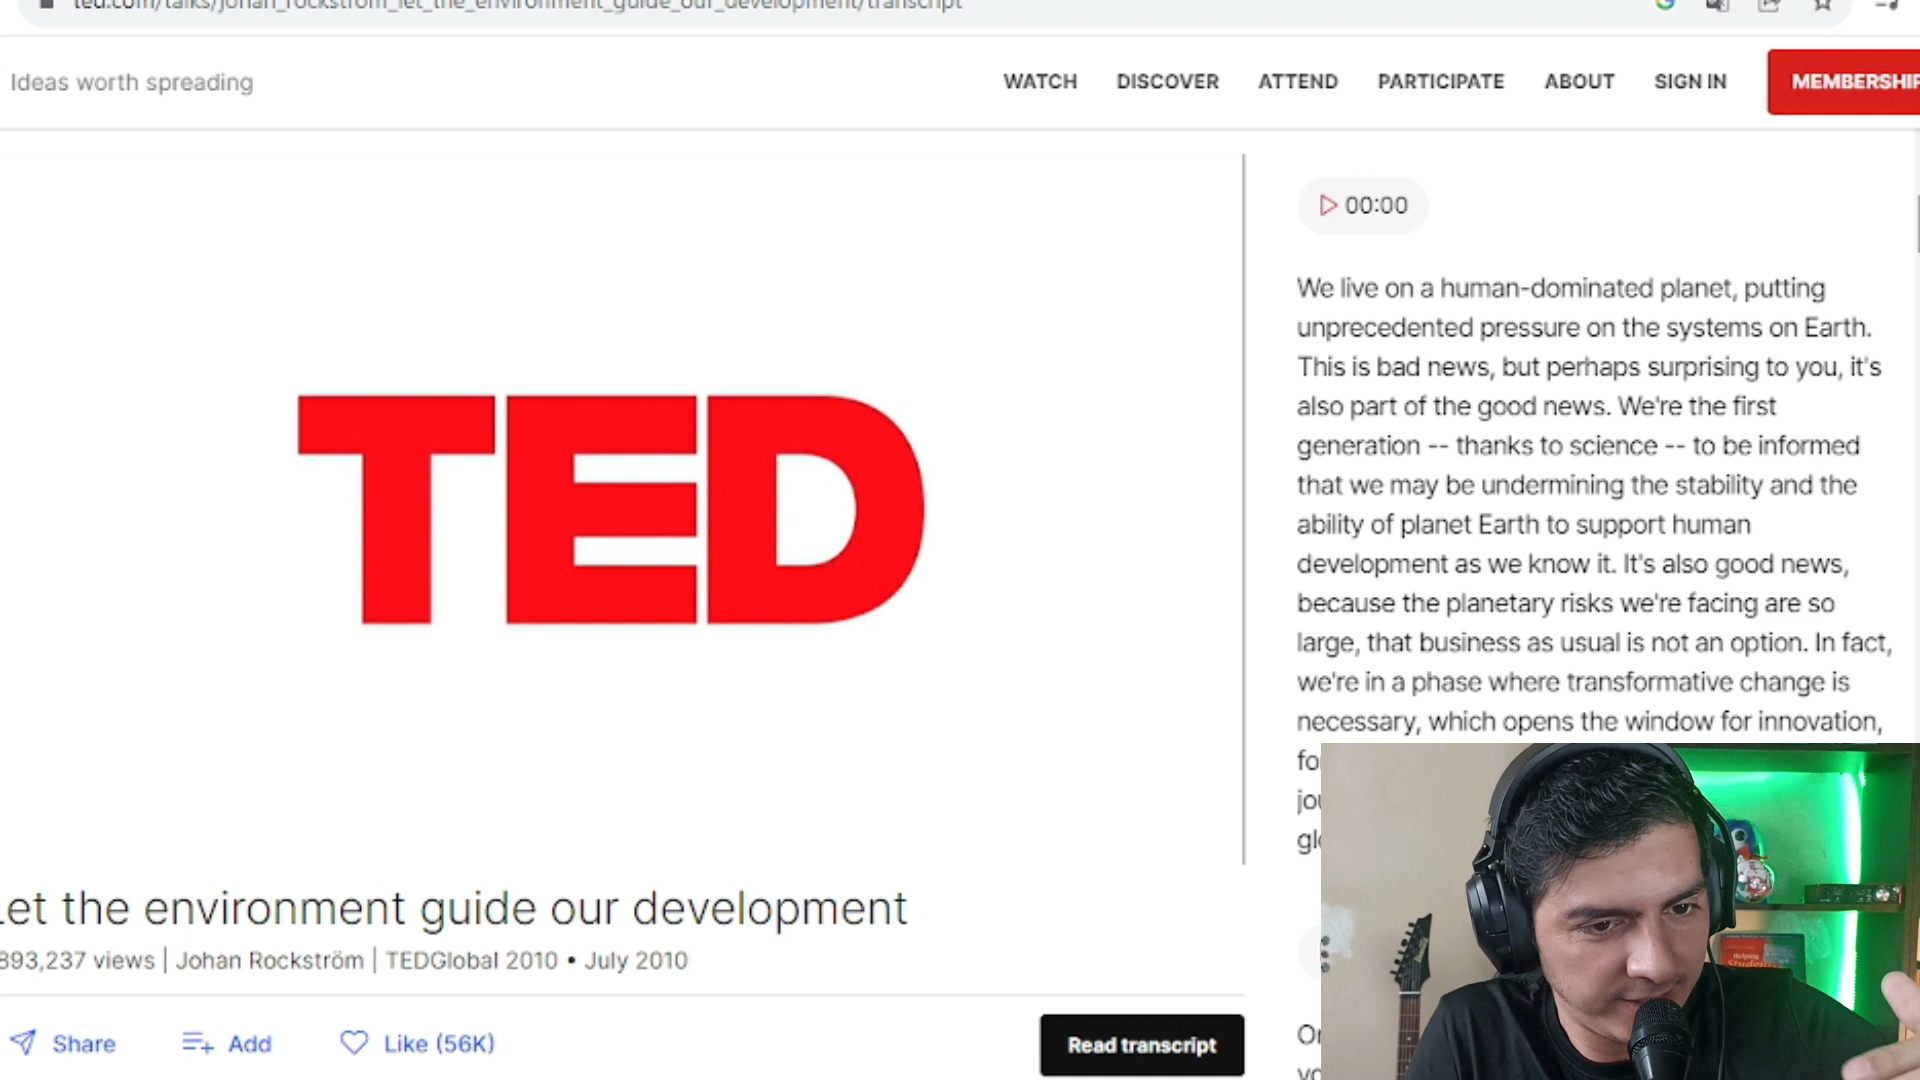 ted.com/talks/johan_rockstrom_let_the_environment_guide_our_development/transcript
Ideas worth spreading
WATCH DISCOVER ATTEND PARTICIPATE ABOUT SIGN IN MEMBERSHIP
00:00
We live on a human-dominated planet, putting
unprecedented pressure on the systems on Earth.
This is bad news, but perhaps surprising to you, it's
also part of the good news. We're the first
generation -- thanks to science -- to be informed
that we may be undermining the stability and the
ability of planet Earth to support human
development as we know it. It's also good news,
because the planetary risks we're facing are so
large, that business as usual is not an option. In fact,
we're in a phase where transformative change is
necessary, which opens the window for innovation,
TED
Let the environment guide our development
893,237 views | Johan Rockström | TEDGlobal 2010 • July 2010
Share Add Like (56K) Read transcript
Helping
Students